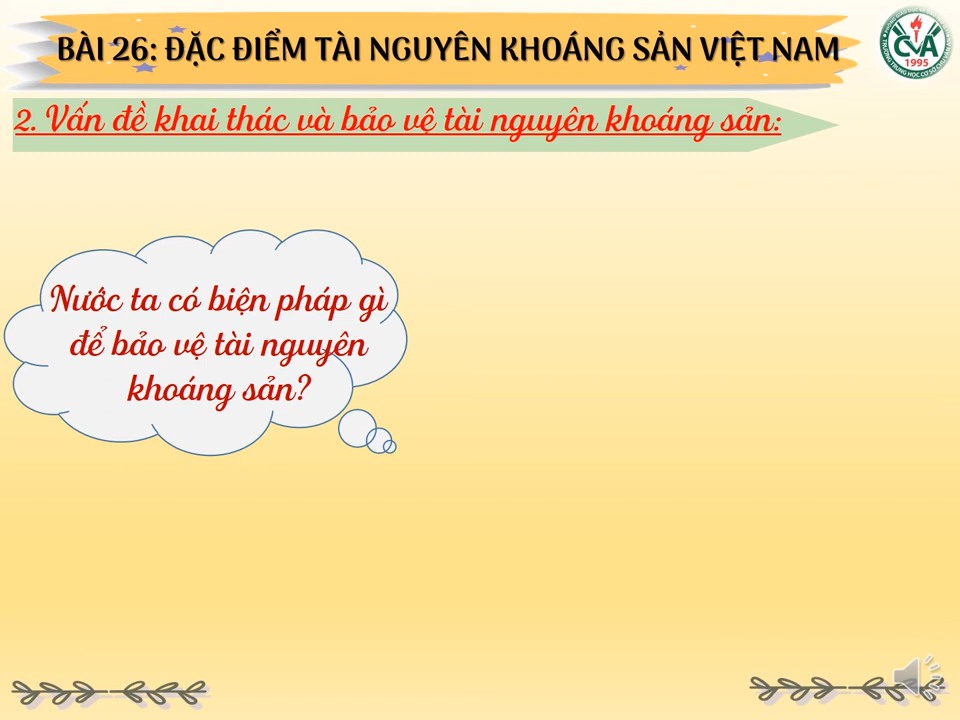 BÀI 26: ĐẶC ĐIỂM TÀI NGUYÊN KHOÁNG SẢN VIỆT NAM
CVA
1995
2. Vấn đề khai thác và bảo vệ tài nguyên khoáng sản:
Nước ta có biện pháp gì
để bảo vệ tài nguyên
khoáng sản?